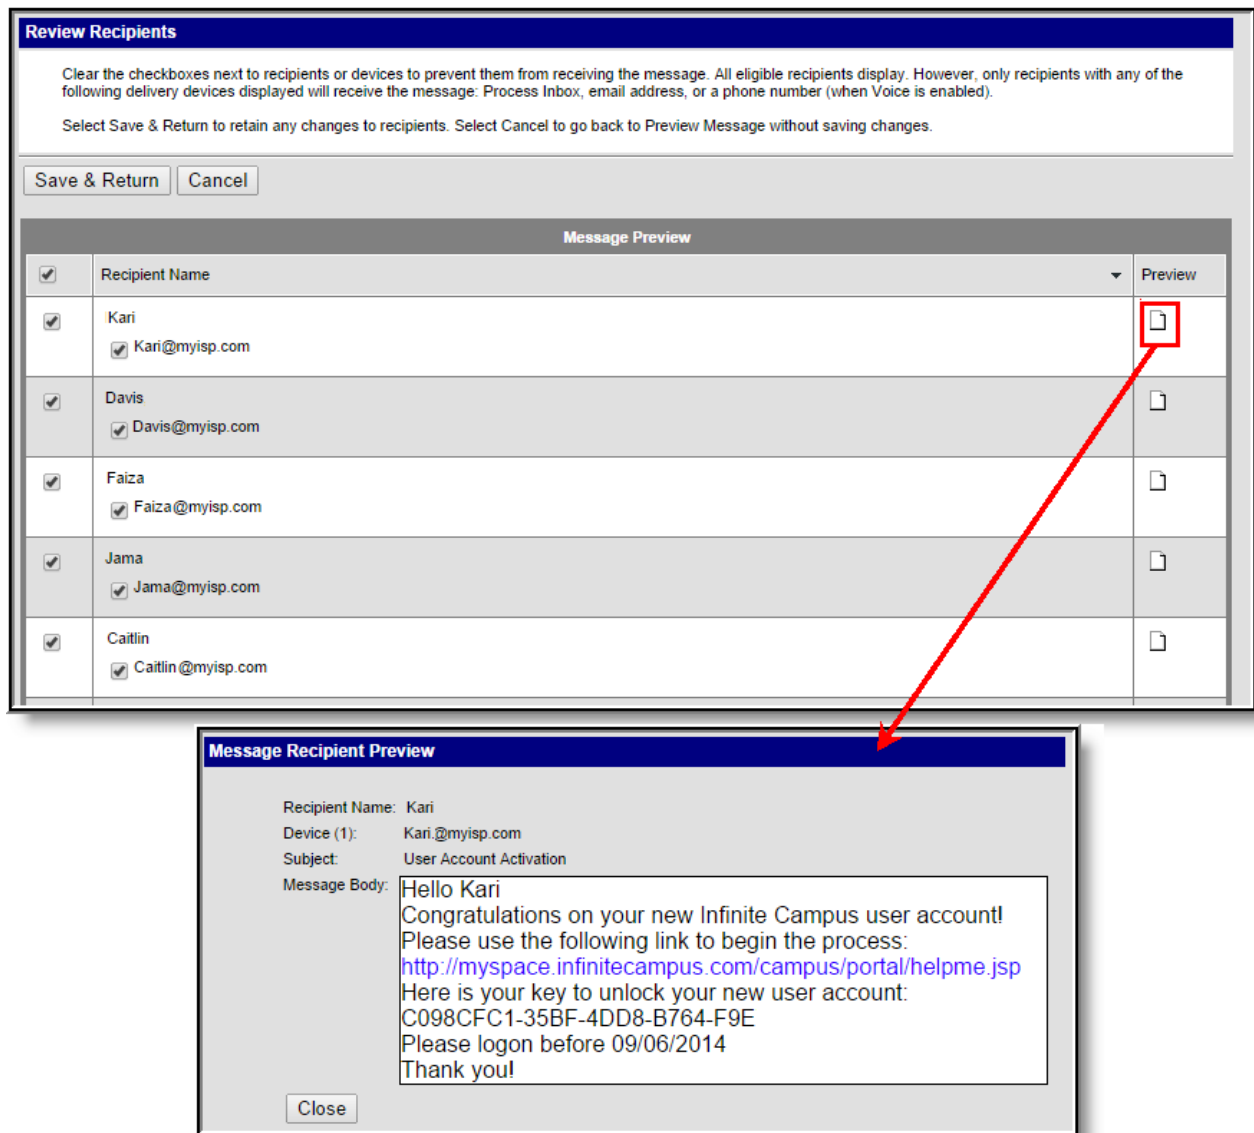 Review Recipients
Clear the checkboxes next to recipients or devices to prevent them from receiving the message. All eligible recipients display. However, only recipients with any of the
following delivery devices displayed will receive the message: Process Inbox, email address, or a phone number (when Voice is enabled).
Select Save & Return to retain any changes to recipients. Select Cancel to go back to Preview Message without saving changes.
Save & Return Cancel
Message Preview
Recipient Name Preview
Kari
Kari@myisp.com
Davis
Davis@myisp.com
Faiza
Faiza@myisp.com
Jama
Jama@myisp.com
Caitlin
Caitlin@myisp.com
Message Recipient Preview
Recipient Name: Kari
Device (1): Kari.@myisp.com
Subject: User Account Activation
Message Body: Hello Kari
Congratulations on your new Infinite Campus user account!
Please use the following link to begin the process:
http://myspace.infinitecampus.com/campus/portal/helpme.jsp
Here is your key to unlock your new user account:
C098CFC1-35BF-4DD8-B764-F9E
Please logon before 09/06/2014
Thank you!
Close